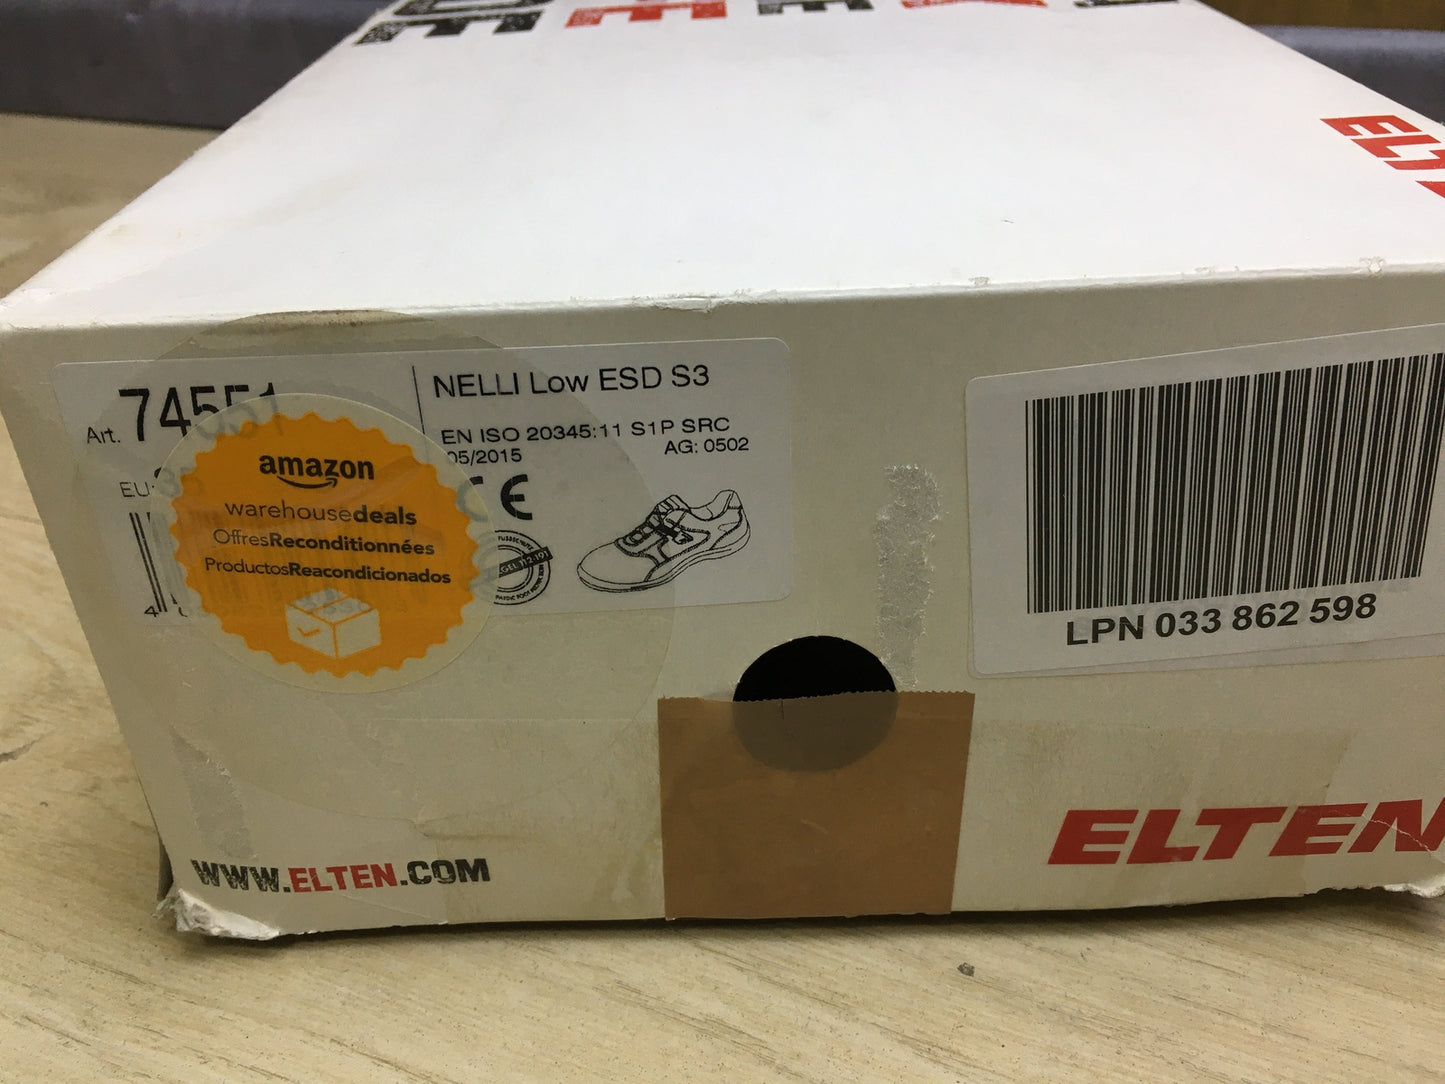 ELTEN
Art. 74551
NELLI Low ESD S3
EN ISO 20345:11 S1P SRC
05/2015 AG: 0502
EU:
CE
amazon
warehousedeals
OffresReconditionnées
ProductosReacondicionados
LPN 033 862 598
WWW.ELTEN.COM
ELTEN